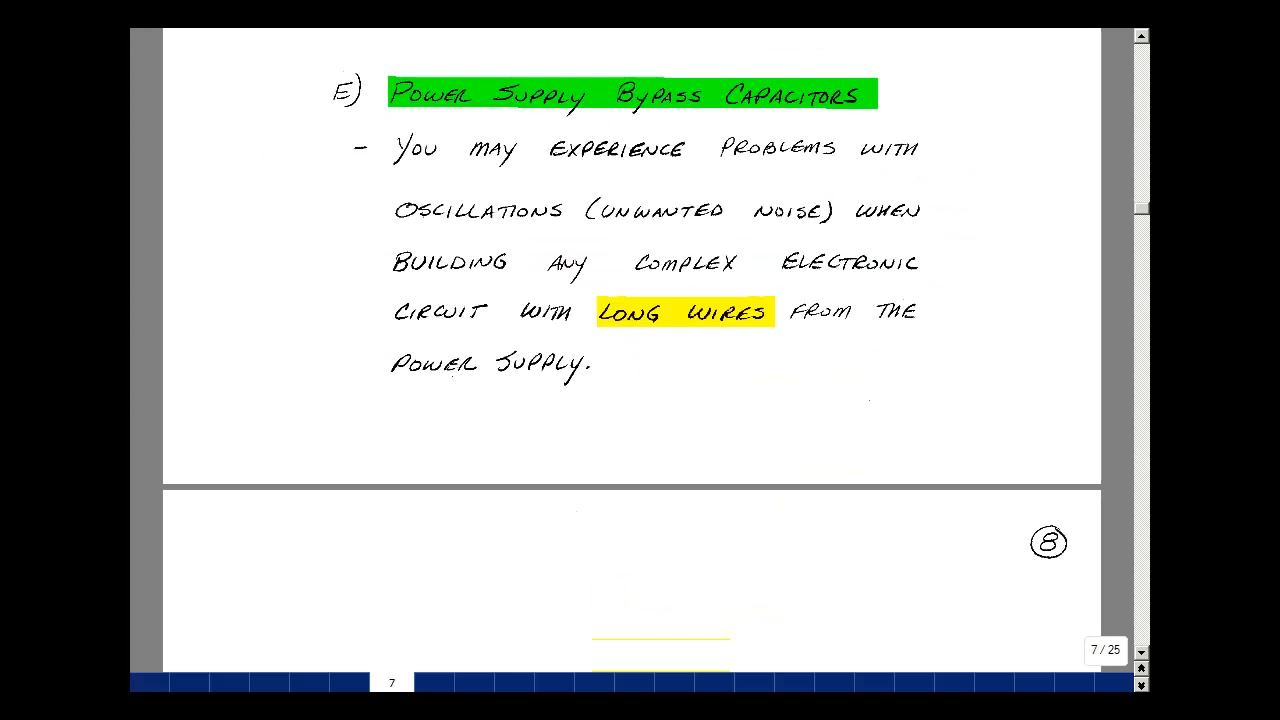 E) POWER SUPPLY BYPASS CAPACITORS
- YOU MAY EXPERIENCE PROBLEMS WITH
OSCILLATIONS (UNWANTED NOISE) WHEN
BUILDING ANY COMPLEX ELECTRONIC
CIRCUIT WITH LONG WIRES FROM THE
POWER SUPPLY.
8
7 / 25
7